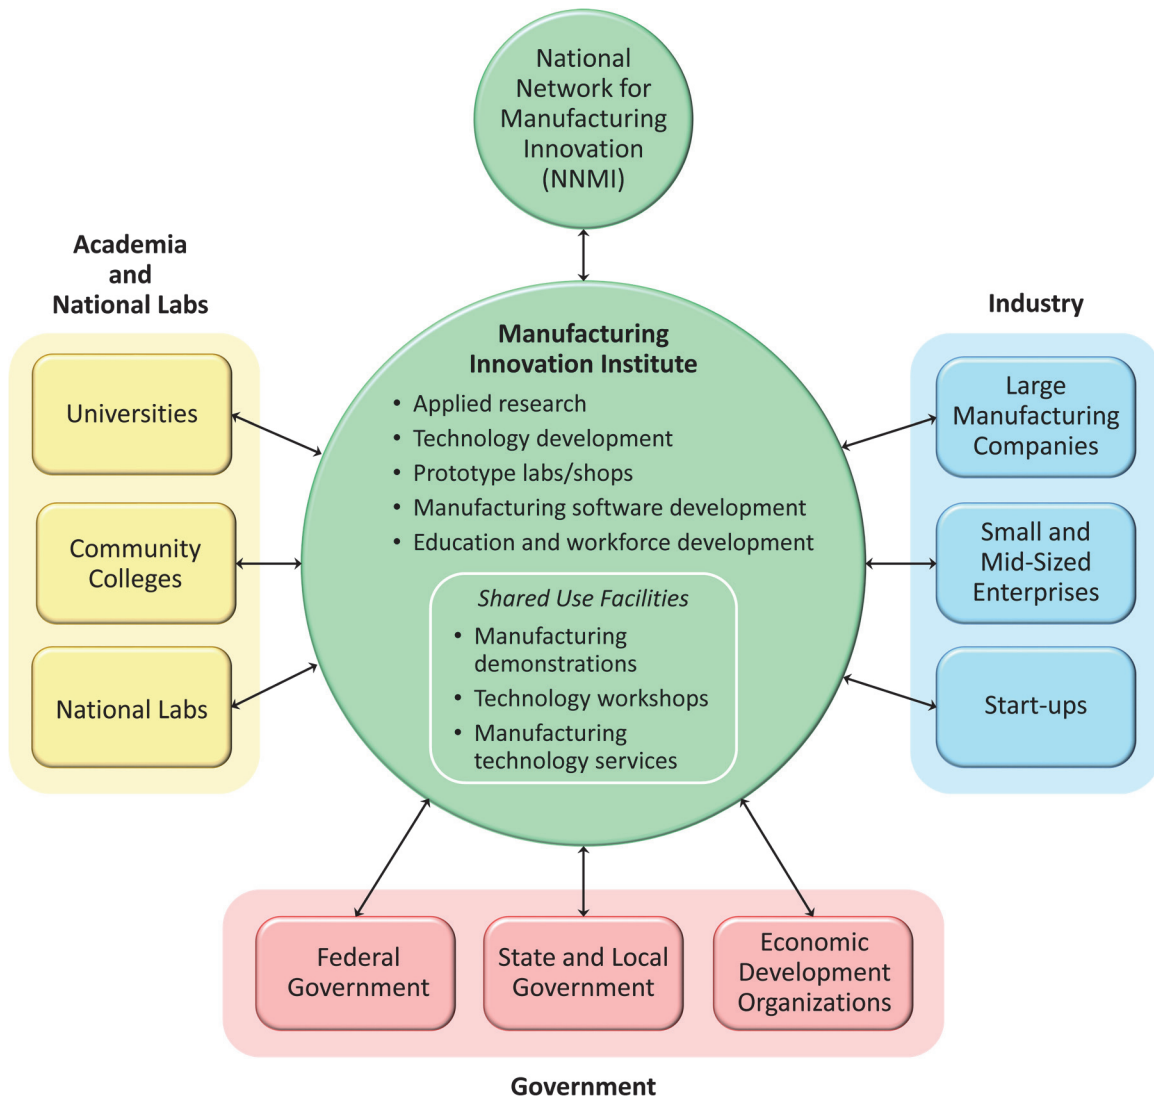 National
Network for
Manufacturing
Innovation
(NNMI)
Academia
and
National Labs
Universities
Community
Colleges
National Labs
Manufacturing
Innovation Institute
• Applied research
• Technology development
• Prototype labs/shops
• Manufacturing software development
• Education and workforce development
Shared Use Facilities
• Manufacturing
demonstrations
• Technology workshops
• Manufacturing
technology services
Industry
Large
Manufacturing
Companies
Small and
Mid-Sized
Enterprises
Start-ups
Federal
Government
State and Local
Government
Economic
Development
Organizations
Government